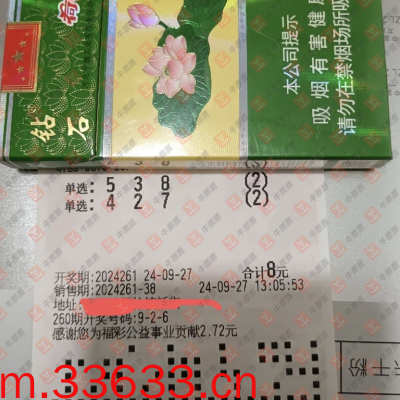 钻石
荷
本公司提示
吸烟有害健康
请勿在禁烟场所吸
单选: 5 3 8 (2)
单选: 4 2 7 (2)
开奖期:2024261 24-09-27 合计8元
销售期:2024261-38 24-09-27 13:05:53
地址:
260期开奖号码:9-2-6
感谢您为福彩公益事业贡献2.72元
m.33633.cn